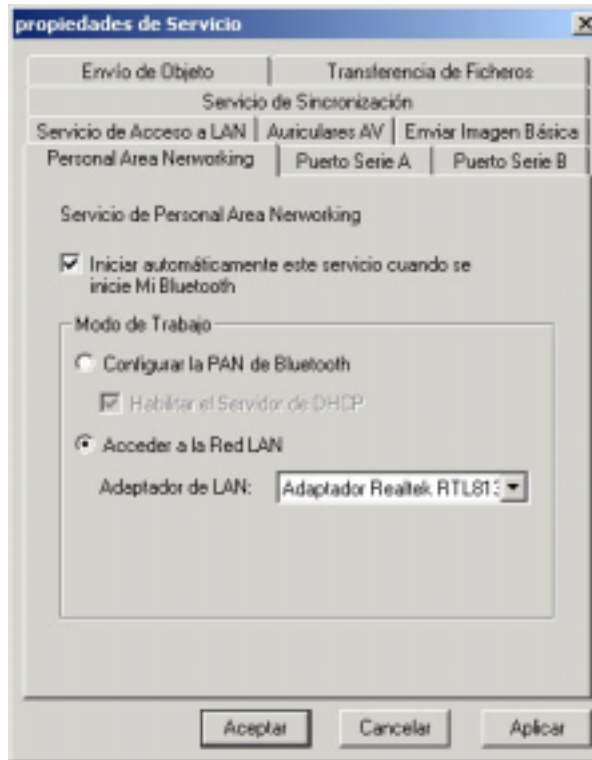 propiedades de Servicio
Envío de Objeto
Transferencia de Ficheros
Servicio de Sincronización
Servicio de Acceso a LAN
Auriculares AV
Enviar Imagen Básica
Personal Area Nerworking
Puerto Serie A
Puerto Serie B
Servicio de Personal Area Nerworking
Iniciar automáticamente este servicio cuando se
inicie Mi Bluetooth
Modo de Trabajo
Configurar la PAN de Bluetooth
Habilitar el Servidor de DHCP
Acceder a la Red LAN
Adaptador de LAN:
Adaptador Realtek RTL813
Aceptar
Cancelar
Aplicar